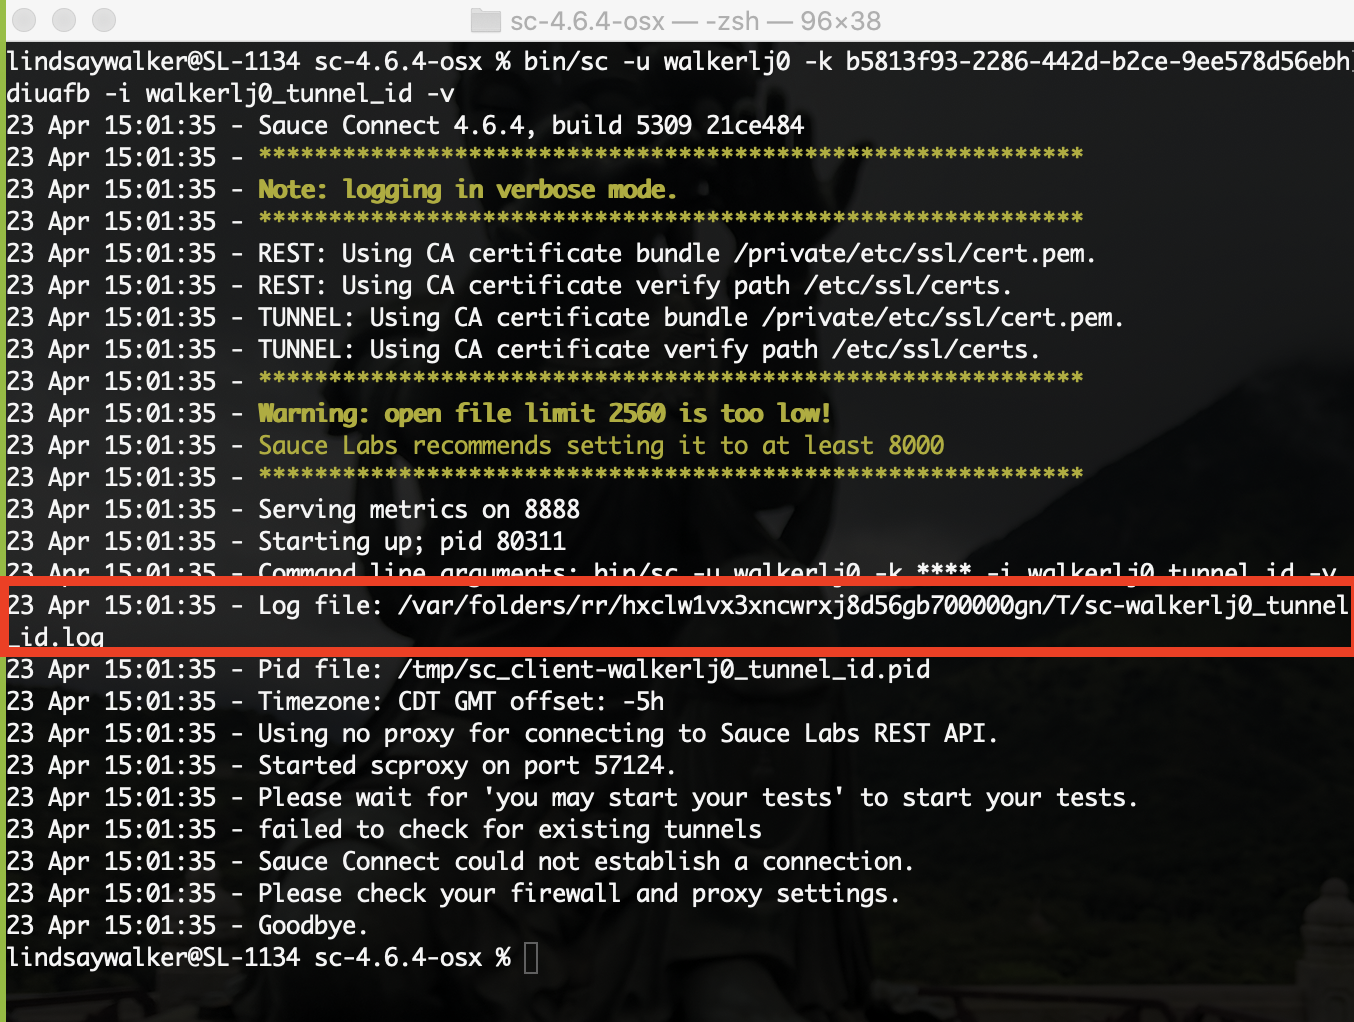 sc-4.6.4-osx — -zsh — 96×38
lindsaywalker@SL-1134 sc-4.6.4-osx % bin/sc -u walkerlj0 -k b5813f93-2286-442d-b2ce-9ee578d56ebh
diuafb -i walkerlj0_tunnel_id -v
23 Apr 15:01:35 - Sauce Connect 4.6.4, build 5309 21ce484
23 Apr 15:01:35 - ***********************************************************
23 Apr 15:01:35 - Note: logging in verbose mode.
23 Apr 15:01:35 - ***********************************************************
23 Apr 15:01:35 - REST: Using CA certificate bundle /private/etc/ssl/cert.pem.
23 Apr 15:01:35 - REST: Using CA certificate verify path /etc/ssl/certs.
23 Apr 15:01:35 - TUNNEL: Using CA certificate bundle /private/etc/ssl/cert.pem.
23 Apr 15:01:35 - TUNNEL: Using CA certificate verify path /etc/ssl/certs.
23 Apr 15:01:35 - ***********************************************************
23 Apr 15:01:35 - Warning: open file limit 2560 is too low!
23 Apr 15:01:35 - Sauce Labs recommends setting it to at least 8000
23 Apr 15:01:35 - ***********************************************************
23 Apr 15:01:35 - Serving metrics on 8888
23 Apr 15:01:35 - Starting up; pid 80311
23 Apr 15:01:35 - Command line arguments: bin/sc -u walkerlj0 -k **** -i walkerlj0_tunnel_id -v
23 Apr 15:01:35 - Log file: /var/folders/rr/hxclw1vx3xncwrxj8d56gb700000gn/T/sc-walkerlj0_tunnel
_id.log
23 Apr 15:01:35 - Pid file: /tmp/sc_client-walkerlj0_tunnel_id.pid
23 Apr 15:01:35 - Timezone: CDT GMT offset: -5h
23 Apr 15:01:35 - Using no proxy for connecting to Sauce Labs REST API.
23 Apr 15:01:35 - Started scproxy on port 57124.
23 Apr 15:01:35 - Please wait for 'you may start your tests' to start your tests.
23 Apr 15:01:35 - failed to check for existing tunnels
23 Apr 15:01:35 - Sauce Connect could not establish a connection.
23 Apr 15:01:35 - Please check your firewall and proxy settings.
23 Apr 15:01:35 - Goodbye.
lindsaywalker@SL-1134 sc-4.6.4-osx %